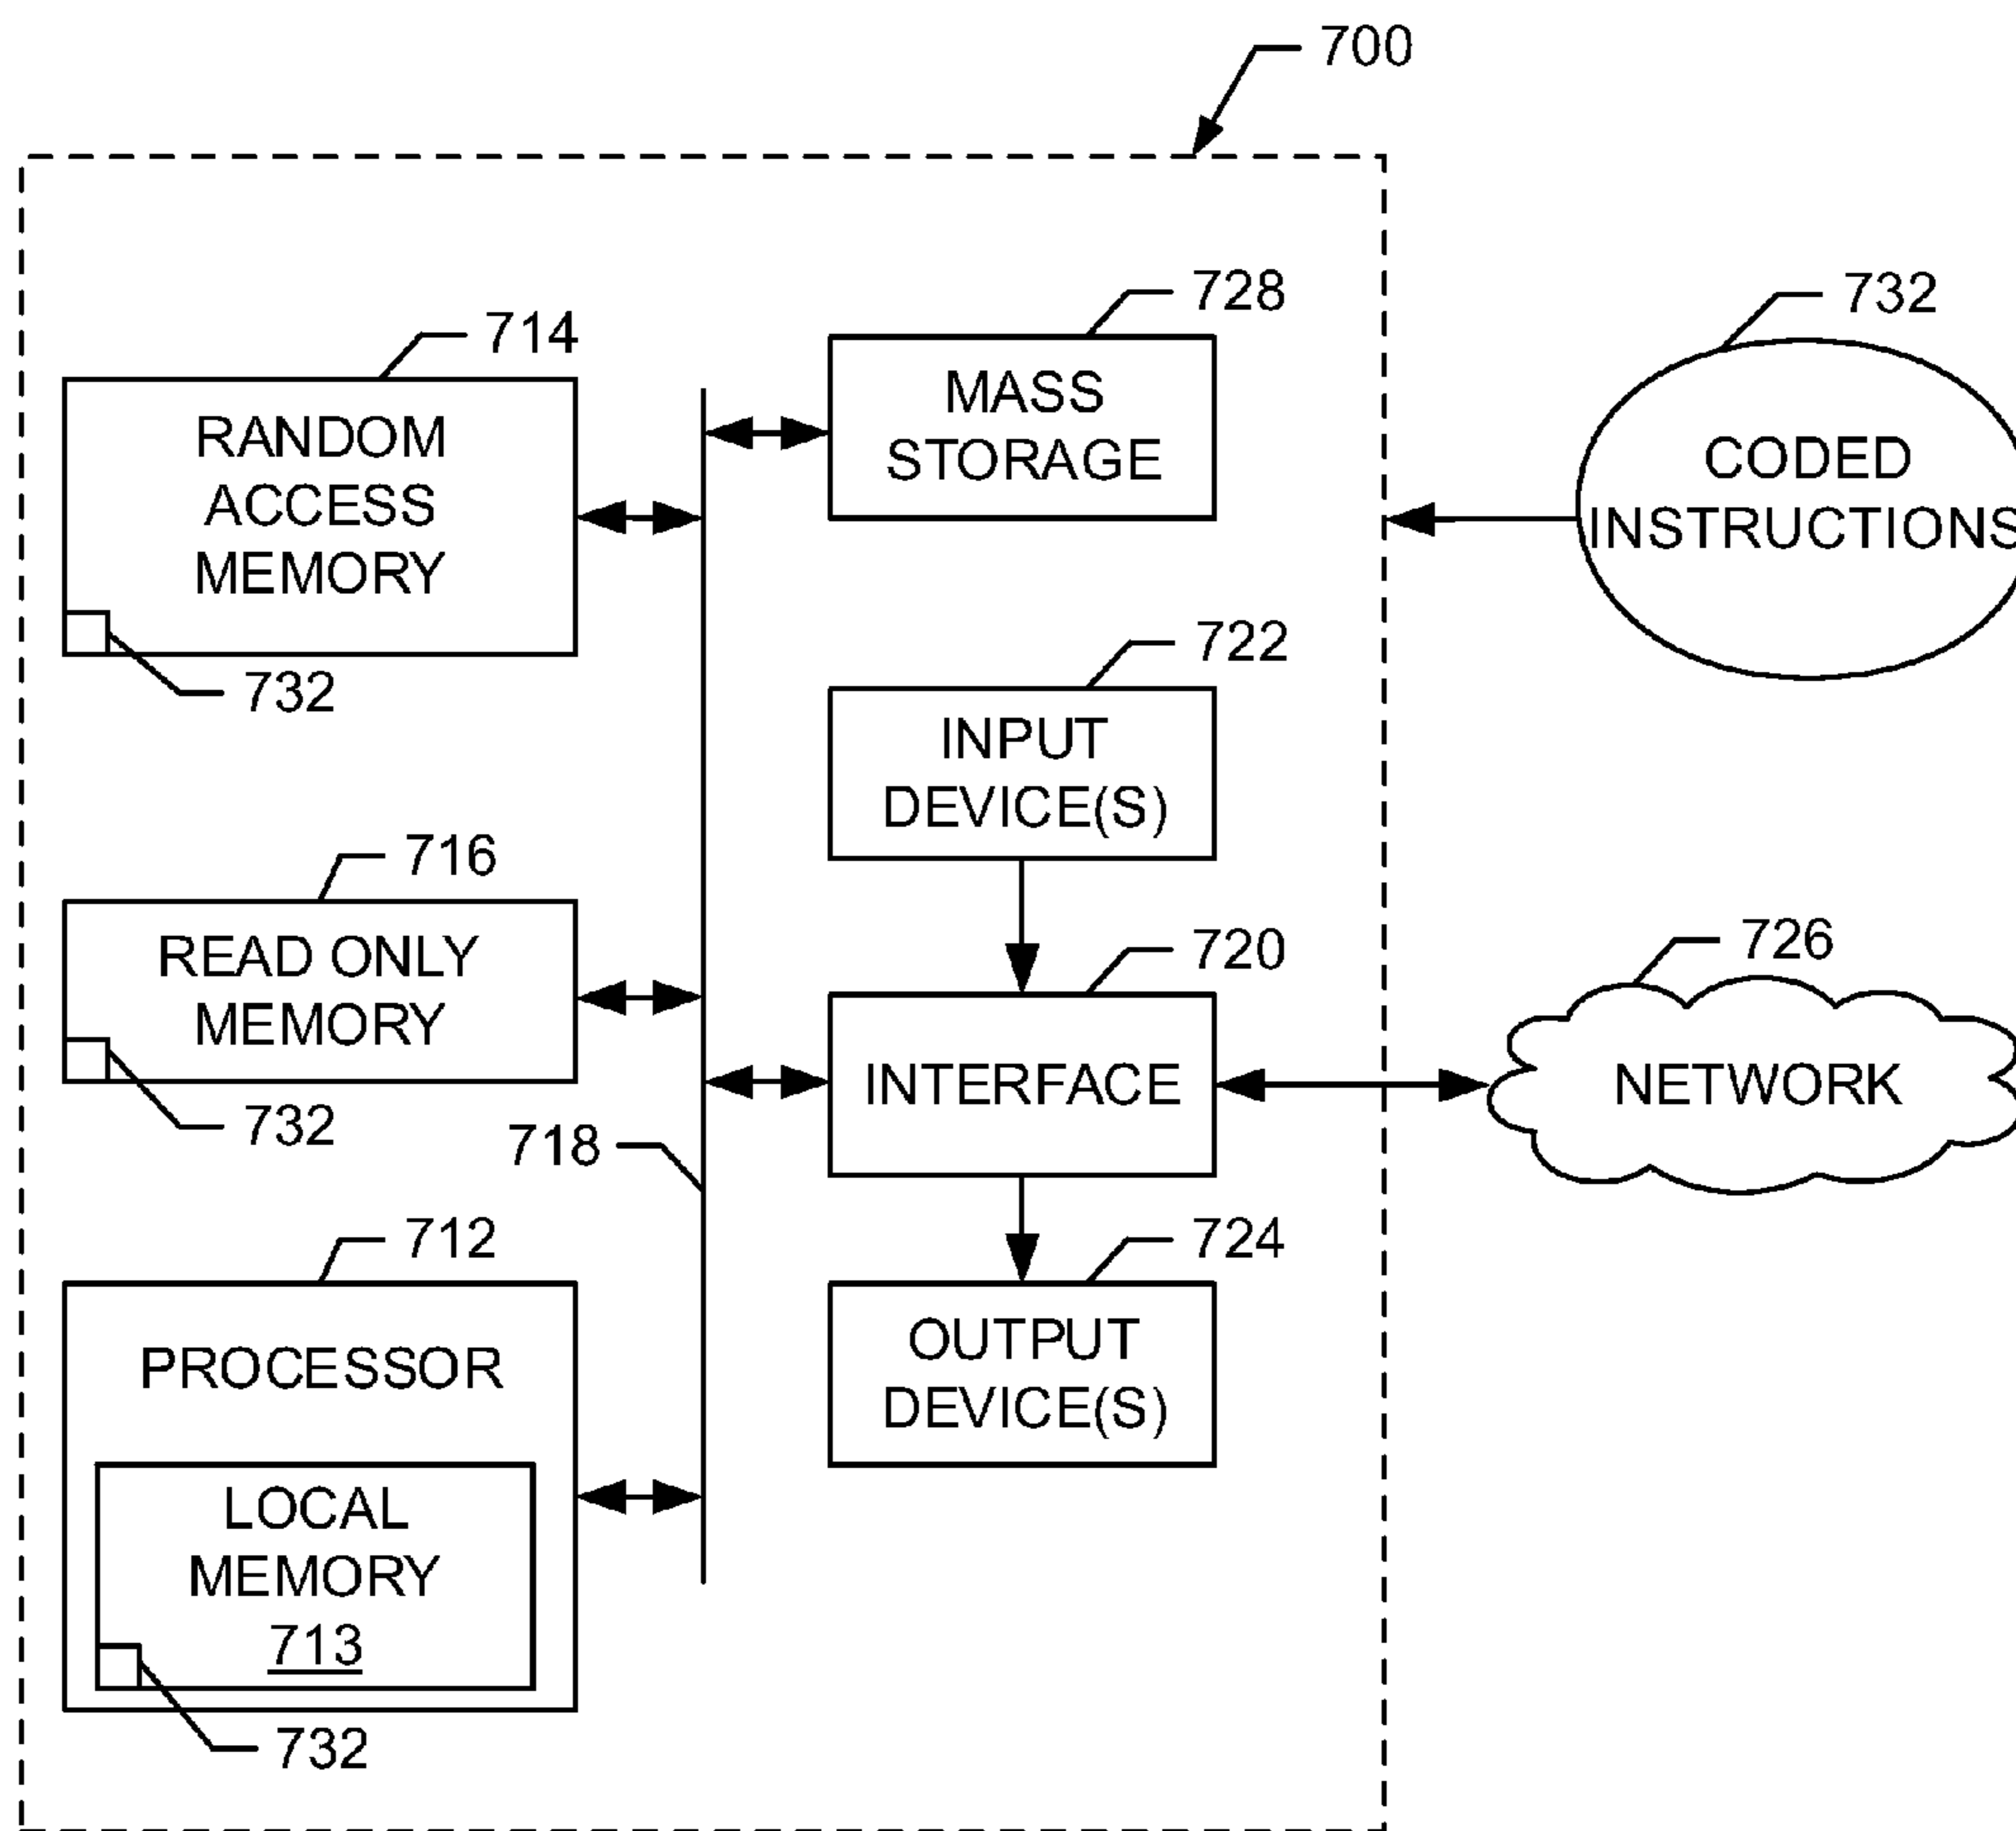 700
728
732
714
MASS
STORAGE
RANDOM
ACCESS
MEMORY
CODED
INSTRUCTIONS
732
722
INPUT
DEVICE(S)
716
READ ONLY
MEMORY
732
720
726
INTERFACE
NETWORK
718
712
724
PROCESSOR
OUTPUT
DEVICE(S)
LOCAL
MEMORY
713
732